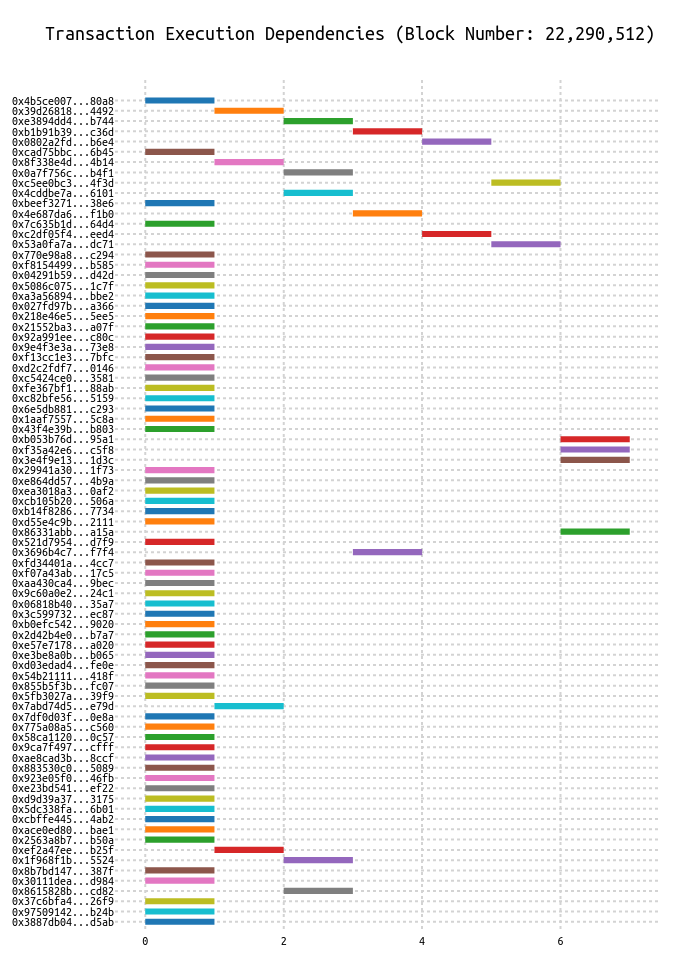 Transaction Execution Dependencies (Block Number: 22,290,512)
0x4b5ce007...80a8
0x39d26818...4492
0xe3894dd4...b744
0xb1b91b39...c36d
0x0802a2fd...b6e4
0xcad75bbc...6b45
0x8f338e4d...4b14
0x0a7f756c...b4f1
0xc5ee0bc3...4f3d
0x4cddbe7a...6101
0xbeef3271...38e6
0x4e687da6...f1b0
0x7c635b1d...64d4
0xc2df05f4...eed4
0x53a0fa7a...dc71
0x770e98a8...c294
0xf8154499...b585
0x04291b59...d42d
0x5086c075...1c7f
0xa3a56894...bbe2
0x027fd97b...a366
0x218e46e5...5ee5
0x21552ba3...a07f
0x92a991ee...c80c
0x9e4f3e3a...73e8
0xf13cc1e3...7bfc
0xd2c2fdf7...0146
0xc5424ce0...3581
0xfe367bf1...88ab
0xc82bfe56...5159
0x6e5db881...c293
0x1aaf7557...5c8a
0x43f4e39b...b803
0xb053b76d...95a1
0xf35a42e6...c5f8
0x3e4f9e13...1d3c
0x29941a30...1f73
0xe864dd57...4b9a
0xea3018a3...0af2
0xcb105b20...506a
0xb14f8286...7734
0xd55e4c9b...2111
0x86331abb...a15a
0x521d7954...d7f9
0x3696b4c7...f7f4
0xfd34401a...4cc7
0xf07a43ab...17c5
0xaa430ca4...9bec
0x9c60a0e2...24c1
0x06818b40...35a7
0x3c599732...ec87
0xb0efc542...9020
0x2d42b4e0...b7a7
0xe57e7178...a020
0xe3be8a0b...b065
0xd03edad4...fe0e
0x54b21111...418f
0x855b5f3b...fc07
0x5fb3027a...39f9
0x7abd74d5...e79d
0x7df0d03f...0e8a
0x775a08a5...c560
0x58ca1120...0c57
0x9ca7f497...cfff
0xae8cad3b...8ccf
0x883530c0...5089
0x923e05f0...46fb
0xe23bd541...ef22
0xd9d39a37...3175
0x5dc338fa...6b01
0xcbffe445...4ab2
0xace0ed80...bae1
0x2563a8b7...b50a
0xef2a47ee...b25f
0x1f968f1b...5524
0x8b7bd147...387f
0x30111dea...d984
0x8615828b...cd82
0x37c6bfa4...26f9
0x97509142...b24b
0x3887db04...d5ab
0 2 4 6